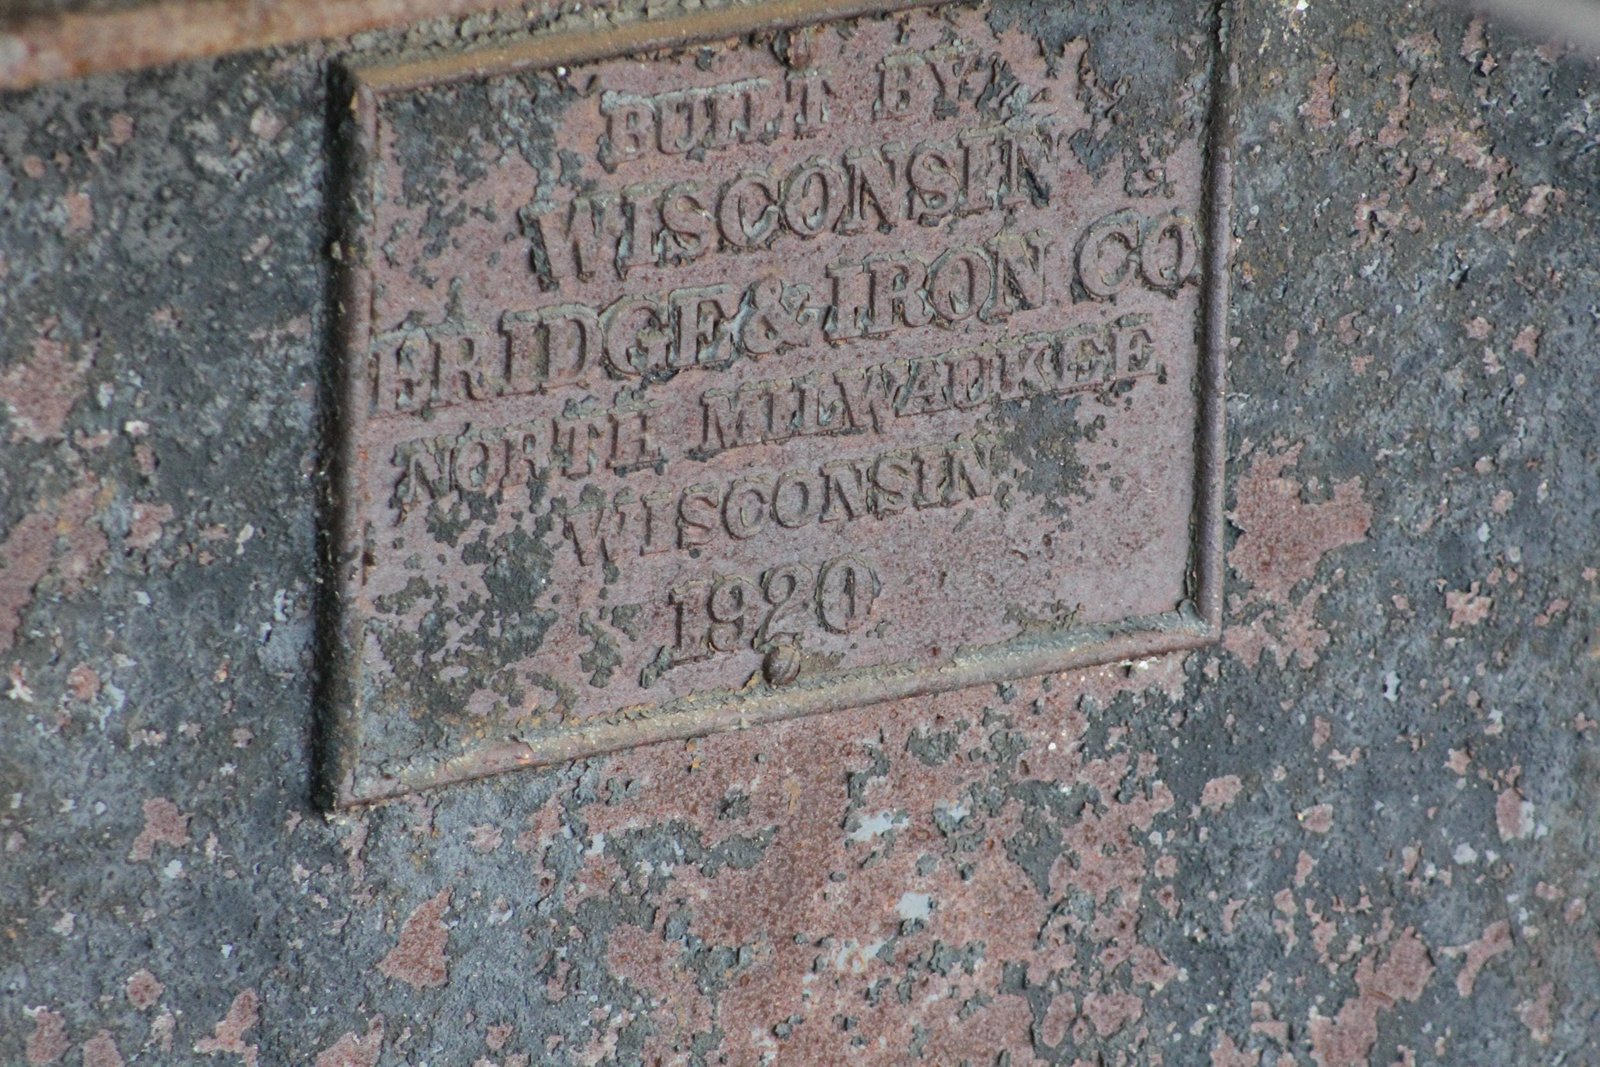 BUILT BY
WISCONSIN
BRIDGE & IRON CO
NORTH MILWAUKEE
WISCONSIN
1920